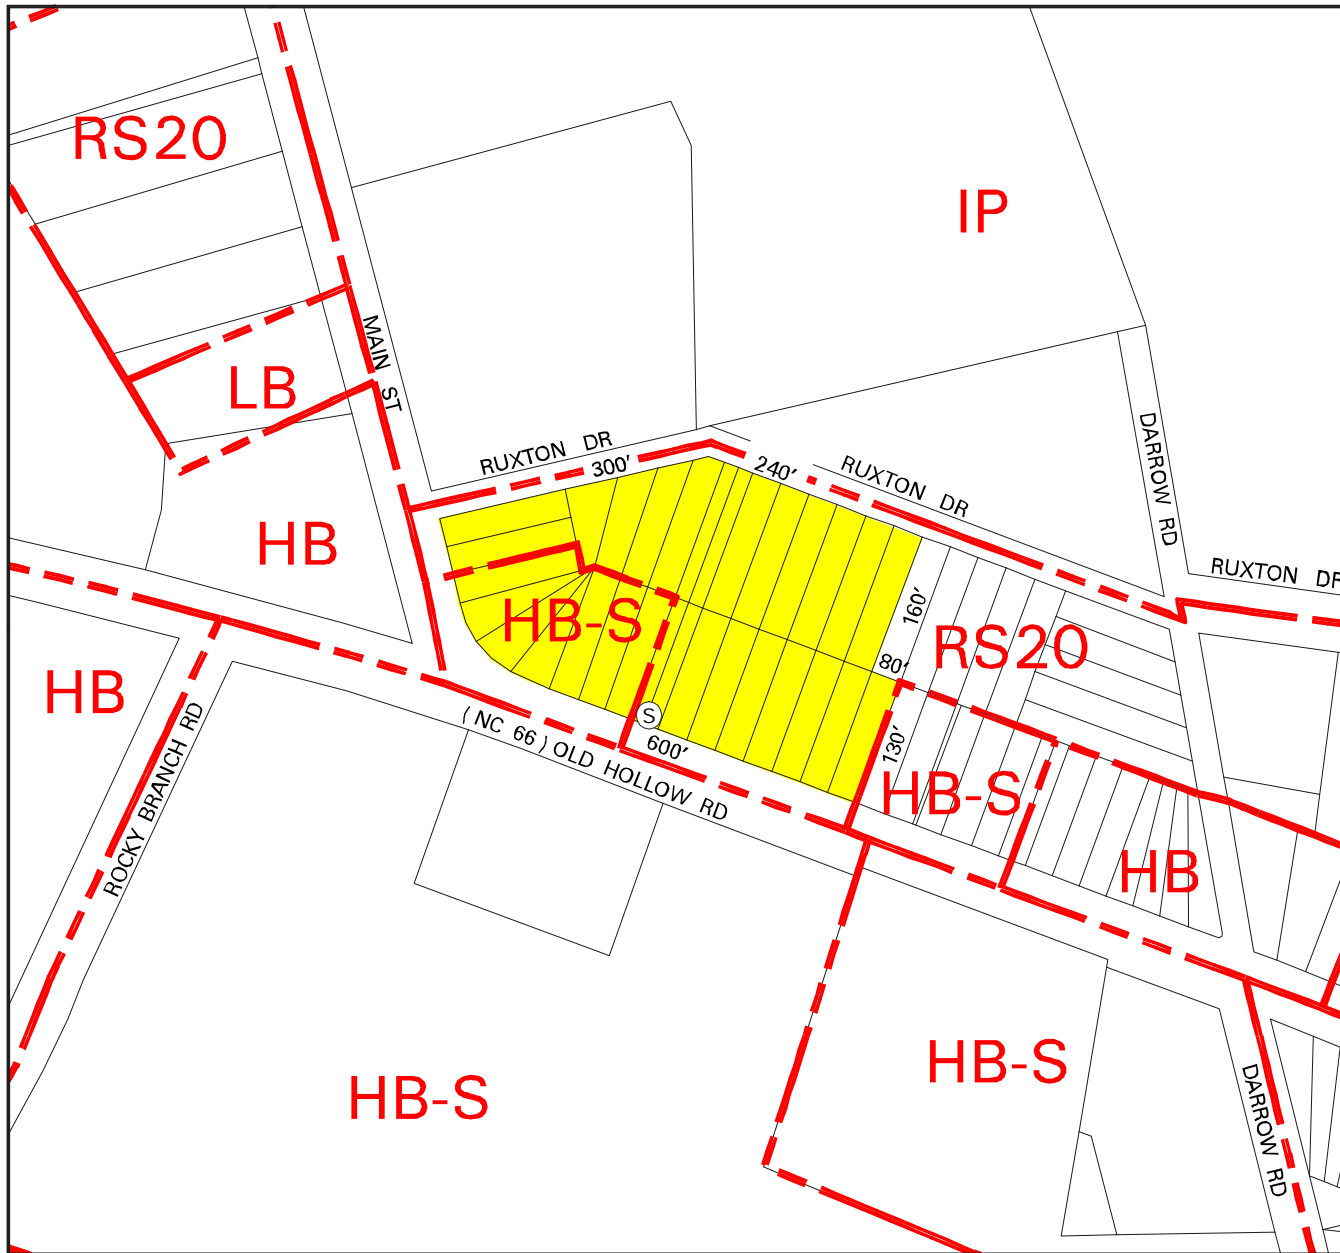 RS20
IP
MAIN ST
LB
RUXTON DR
300'
240'
RUXTON DR
DARROW RD
HB
RUXTON DR
160'
HB-S
RS20
80'
HB
S
600'
130'
(NC 66) OLD HOLLOW RD
ROCKY BRANCH RD
HB-S
HB
HB-S
HB-S
DARROW RD